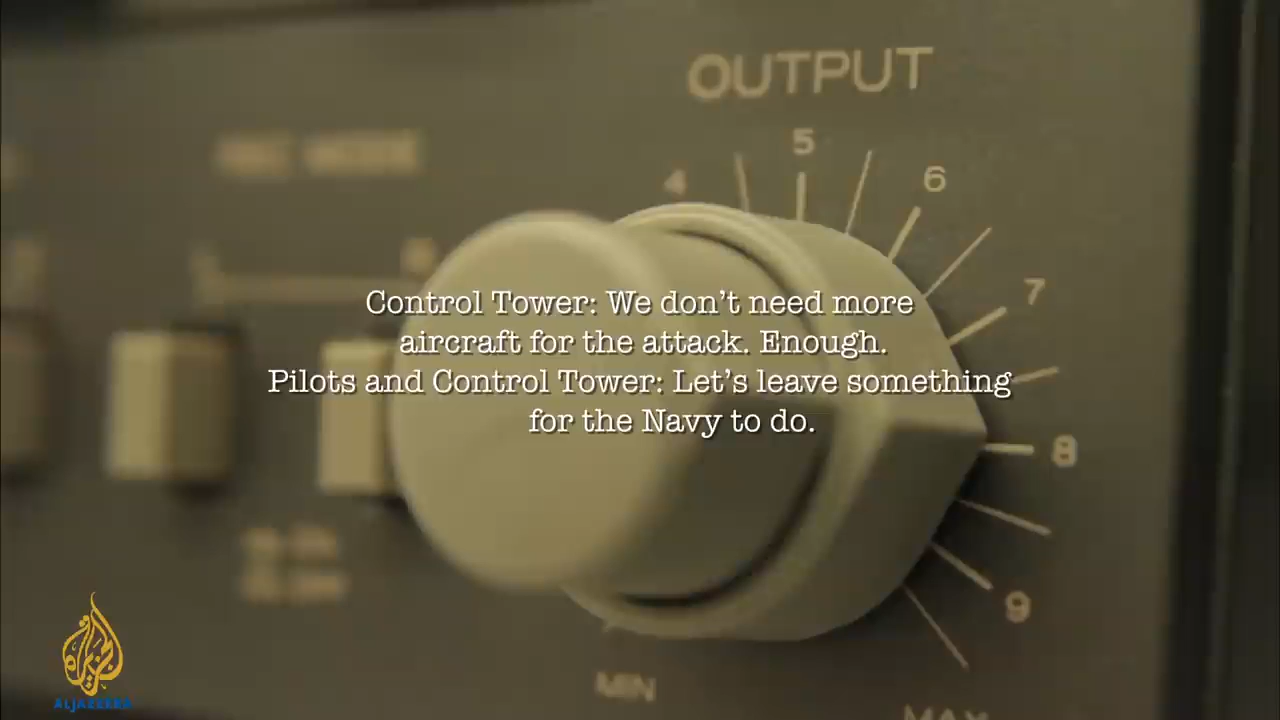 OUTPUT
4
5
6
7
8
9
MIN
MAX
Control Tower: We don't need more
aircraft for the attack. Enough.
Pilots and Control Tower: Let's leave something
for the Navy to do.
ALJAZEERA